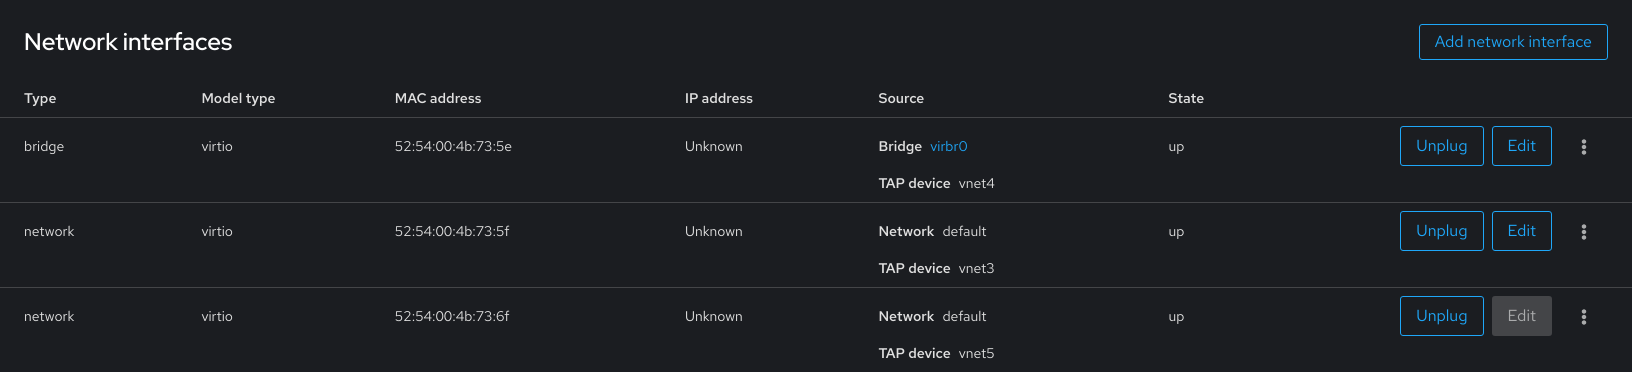 Network interfaces
Add network interface
Type Model type MAC address IP address Source State
bridge virtio 52:54:00:4b:73:5e Unknown Bridge virbr0 up Unplug Edit
TAP device vnet4
network virtio 52:54:00:4b:73:5f Unknown Network default up Unplug Edit
TAP device vnet3
network virtio 52:54:00:4b:73:6f Unknown Network default up Unplug Edit
TAP device vnet5